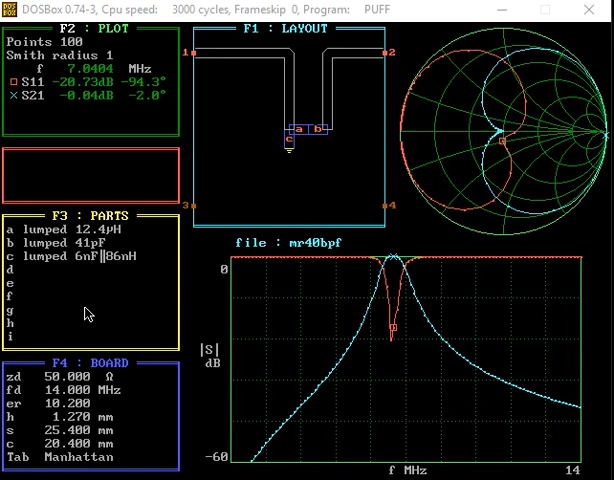 DOSBox 0.74-3, Cpu speed: 3000 cycles, Frameskip 0, Program: PUFF
F2 : PLOT
Points 100
Smith radius 1
f 7.0404 MHz
S11 -20.73dB -94.3°
S21 -0.04dB -2.0°
F1 : LAYOUT
1
2
a b
c
3
4
F3 : PARTS
a lumped 12.4µH
b lumped 41pF
c lumped 6nF‖86nH
d
e
f
g
h
i
F4 : BOARD
zd 50.000 Ω
fd 14.000 MHz
er 10.200
h 1.270 mm
s 25.400 mm
c 20.400 mm
Tab Manhattan
file : mr40bpf
0
|S|
dB
-60
f MHz
14